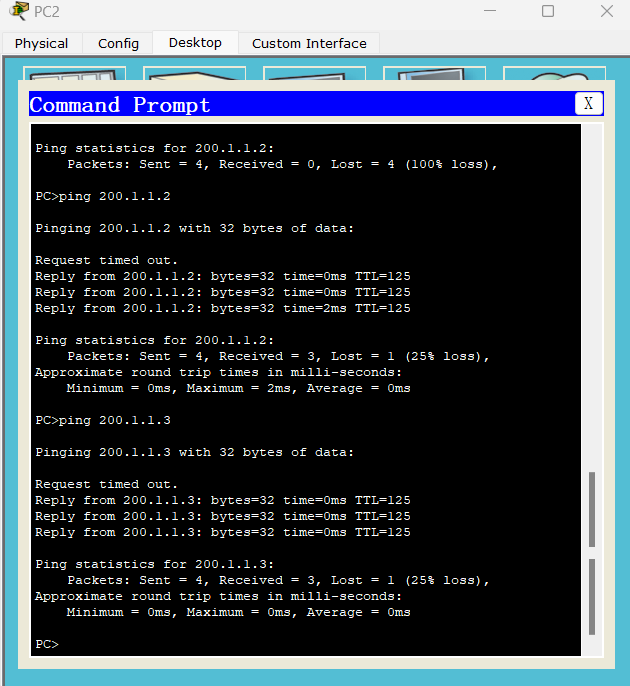 PC2
Physical Config Desktop Custom Interface
Command Prompt X
Ping statistics for 200.1.1.2:
Packets: Sent = 4, Received = 0, Lost = 4 (100% loss),
PC>ping 200.1.1.2
Pinging 200.1.1.2 with 32 bytes of data:
Request timed out.
Reply from 200.1.1.2: bytes=32 time=0ms TTL=125
Reply from 200.1.1.2: bytes=32 time=0ms TTL=125
Reply from 200.1.1.2: bytes=32 time=2ms TTL=125
Ping statistics for 200.1.1.2:
Packets: Sent = 4, Received = 3, Lost = 1 (25% loss),
Approximate round trip times in milli-seconds:
Minimum = 0ms, Maximum = 2ms, Average = 0ms
PC>ping 200.1.1.3
Pinging 200.1.1.3 with 32 bytes of data:
Request timed out.
Reply from 200.1.1.3: bytes=32 time=0ms TTL=125
Reply from 200.1.1.3: bytes=32 time=0ms TTL=125
Reply from 200.1.1.3: bytes=32 time=0ms TTL=125
Ping statistics for 200.1.1.3:
Packets: Sent = 4, Received = 3, Lost = 1 (25% loss),
Approximate round trip times in milli-seconds:
Minimum = 0ms, Maximum = 0ms, Average = 0ms
PC>